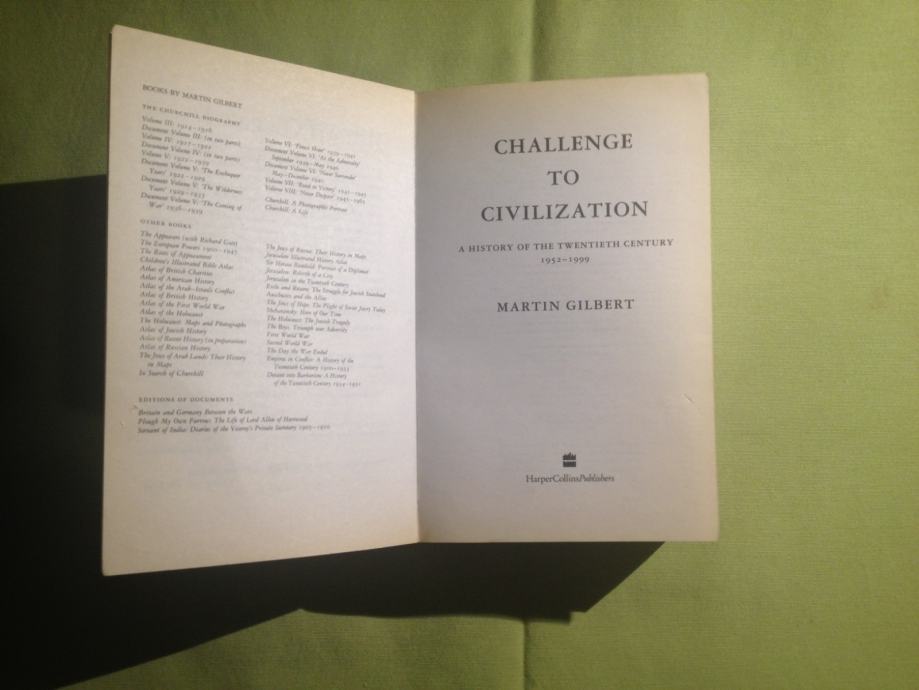 BOOKS BY MARTIN GILBERT
THE CHURCHILL BIOGRAPHY
Volume III: 1914–1916
Document Volume III: (in two parts)
Volume IV: 1917–1922
Document Volume IV: (in two parts)
Volume V: 1922–1939
Document Volume V: 'The Exchequer
Years' 1922–1929
Document Volume V: 'The Wilderness
Years' 1929–1935
Document Volume V: 'The Coming of
War' 1936–1939
Volume VI: 'Finest Hour' 1939–1941
Document Volume VI: 'At the Admiralty'
September 1939–May 1940
Document Volume VI: 'Never Surrender'
May–December 1940
Volume VII: 'Road to Victory' 1941–1945
Volume VIII: 'Never Despair' 1945–1965
Churchill: A Photographic Portrait
Churchill: A Life
OTHER BOOKS
The Appeasers (with Richard Gott)
The European Powers 1900–1945
The Roots of Appeasement
Children's Illustrated Bible Atlas
Atlas of British Charities
Atlas of American History
Atlas of the Arab–Israeli Conflict
Atlas of British History
Atlas of the First World War
Atlas of the Holocaust
The Holocaust: Maps and Photographs
Atlas of Jewish History
Atlas of Recent History (in preparation)
Atlas of Russian History
The Jews of Arab Lands: Their History
in Maps
In Search of Churchill
The Jews of Russia: Their History in Maps
Jerusalem Illustrated History Atlas
Sir Horace Rumbold: Portrait of a Diplomat
Jerusalem: Rebirth of a City
Jerusalem in the Twentieth Century
Exile and Return: The Struggle for Jewish Statehood
Auschwitz and the Allies
The Jews of Hope: The Plight of Soviet Jewry Today
Shcharansky: Hero of Our Time
The Holocaust: The Jewish Tragedy
The Boys: Triumph over Adversity
First World War
Second World War
The Day the War Ended
Empires in Conflict: A History of the
Twentieth Century 1900–1933
Descent into Barbarism: A History
of the Twentieth Century 1934–1951
EDITIONS OF DOCUMENTS
Britain and Germany Between the Wars
Plough My Own Furrow: The Life of Lord Allen of Hurtwood
Servant of India: Diaries of the Viceroy's Private Secretary 1905–1910
CHALLENGE
TO
CIVILIZATION
A HISTORY OF THE TWENTIETH CENTURY
1952–1999
MARTIN GILBERT
HarperCollinsPublishers